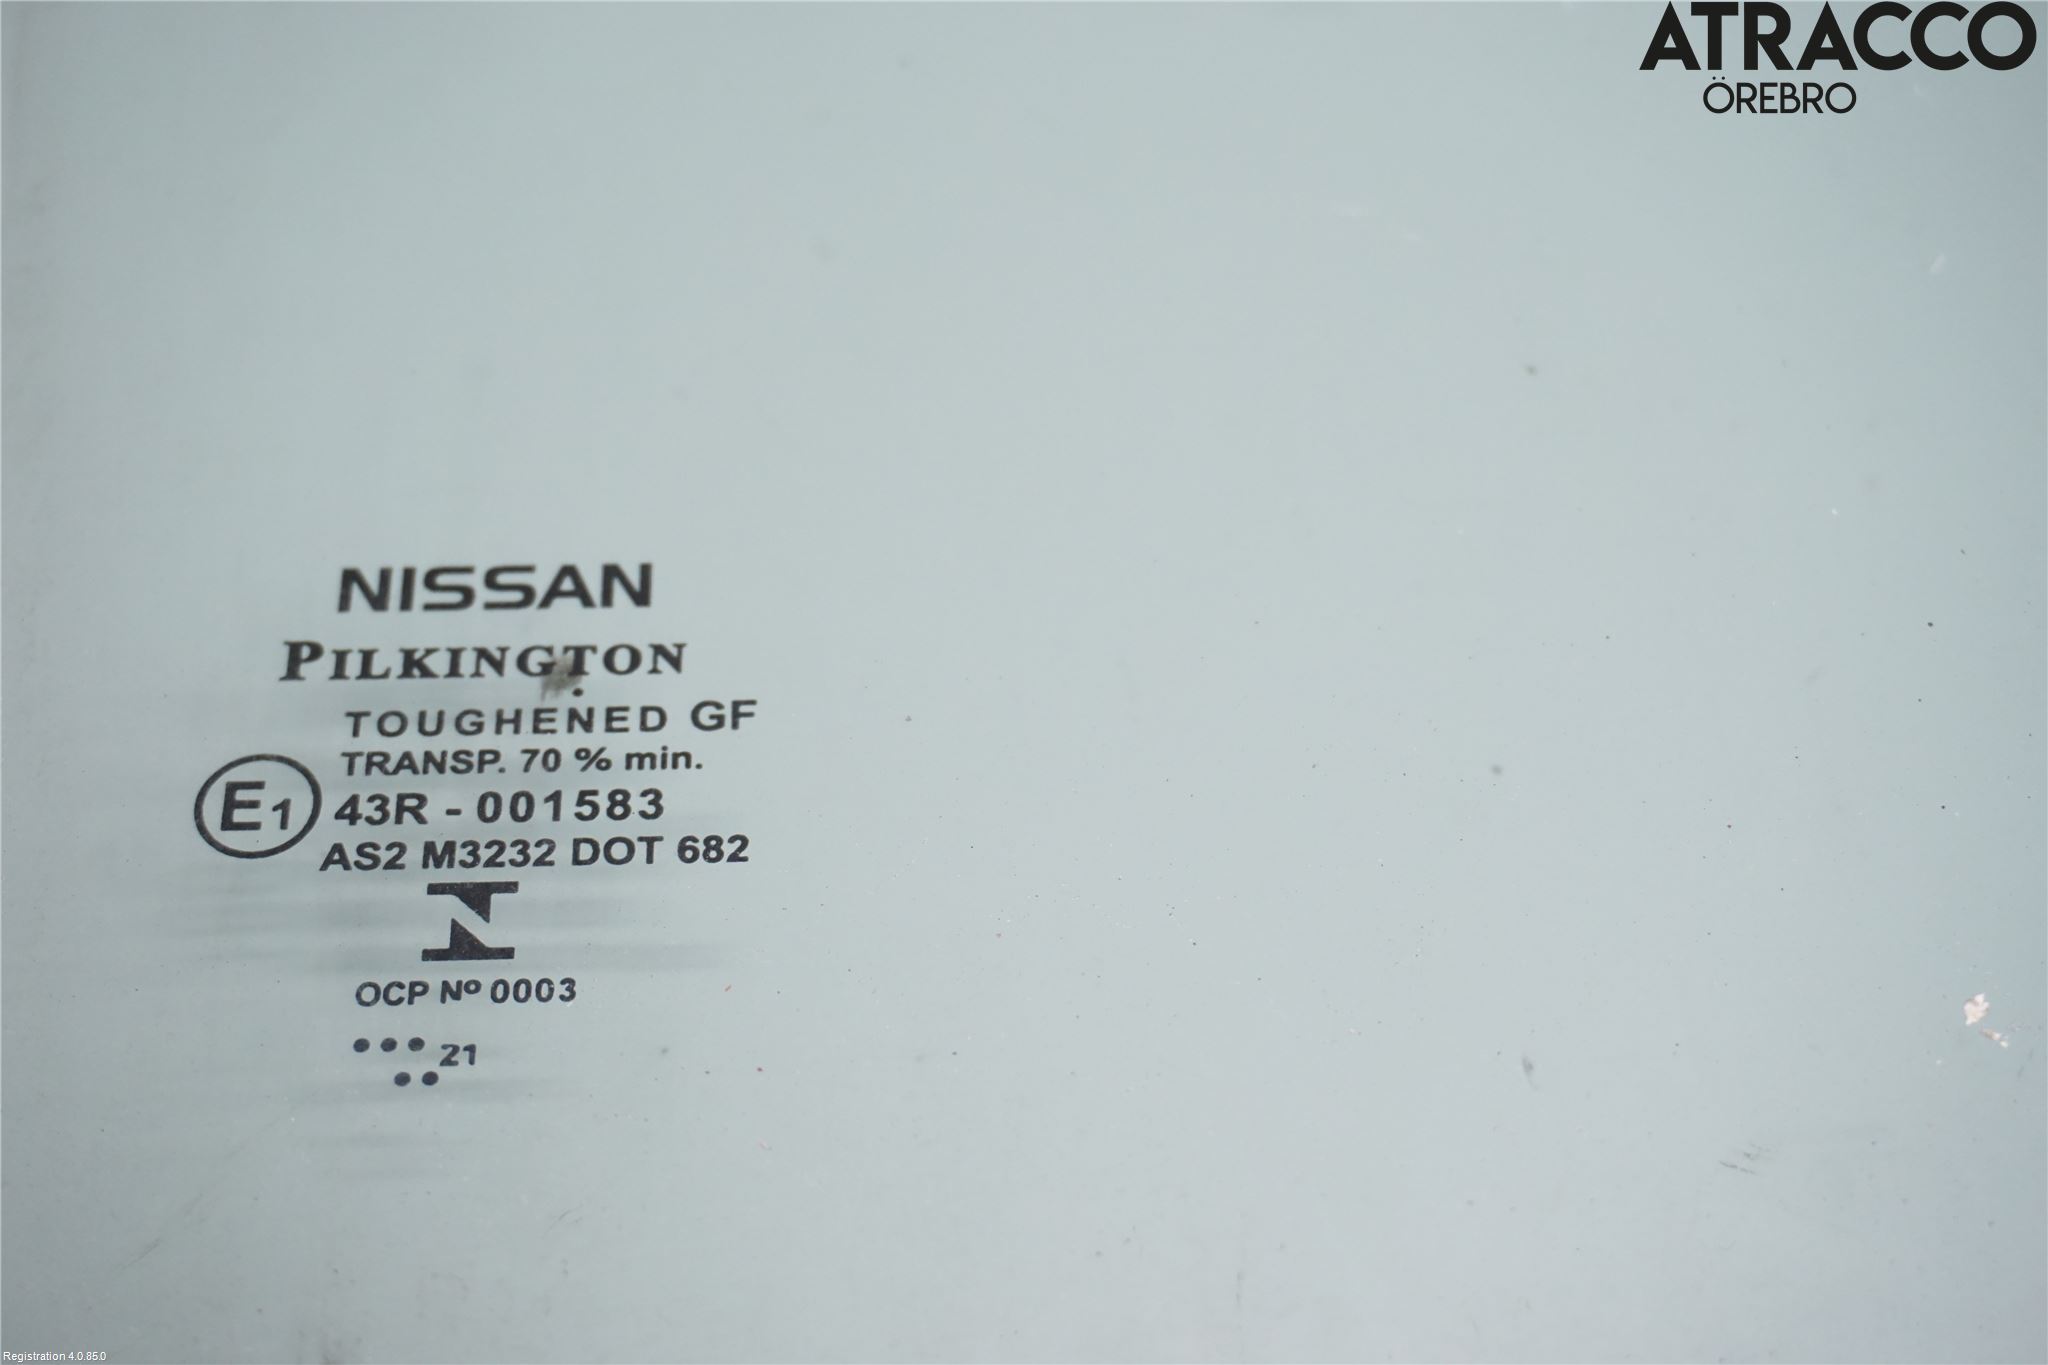 ATRACCO
ÖREBRO
NISSAN
PILKINGTON
TOUGHENED GF
TRANSP. 70 % min.
E1 43R - 001583
AS2 M3232 DOT 682
OCP Nº 0003
21
Registration 4.0.85.0